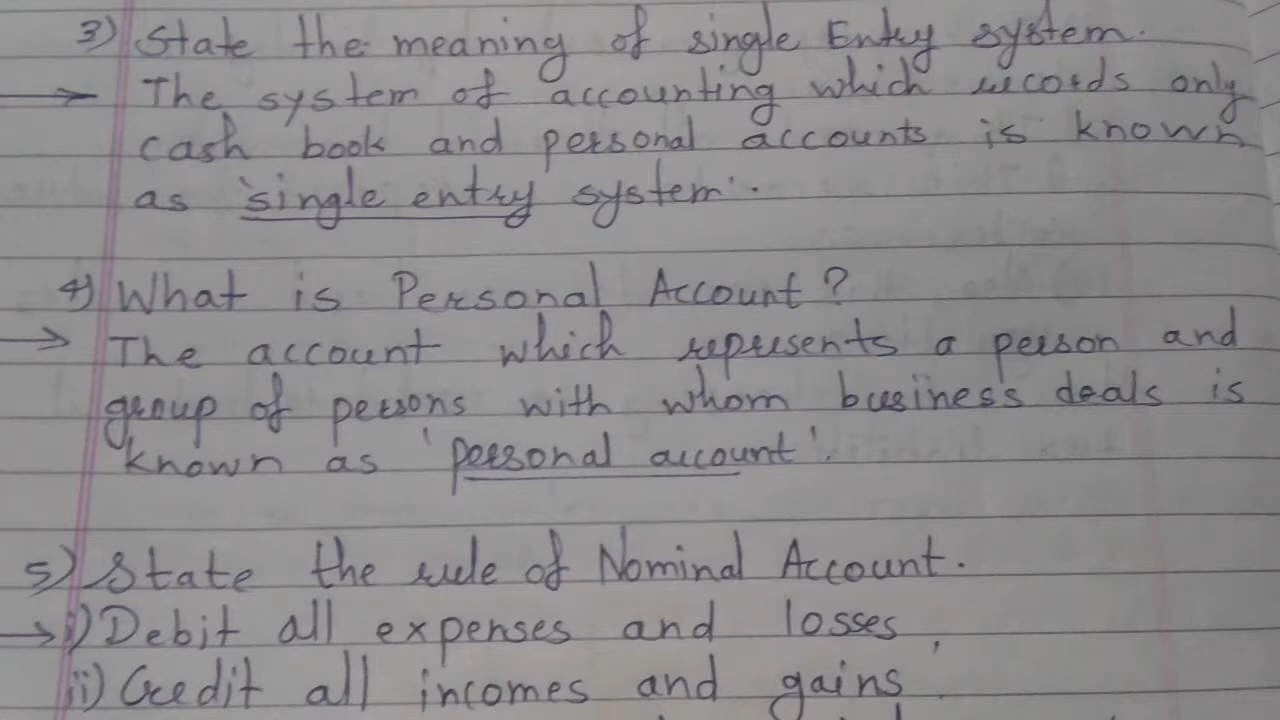 3) State the meaning of single Entry system.
→ The system of accounting which records only
cash book and personal accounts is known
as 'single entry system'.
4) What is Personal Account?
→ The account which represents a person and
group of persons with whom business deals is
known as 'personal account'.
5) State the rule of Nominal Account.
→ i) Debit all expenses and losses,
ii) Credit all incomes and gains